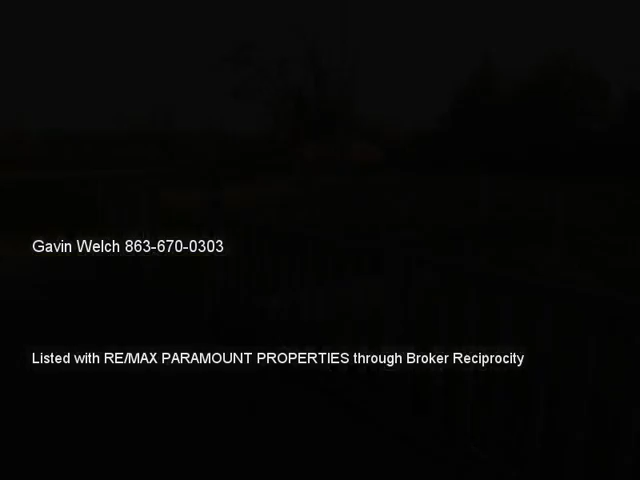 Gavin Welch 863-670-0303
Listed with RE/MAX PARAMOUNT PROPERTIES through Broker Reciprocity